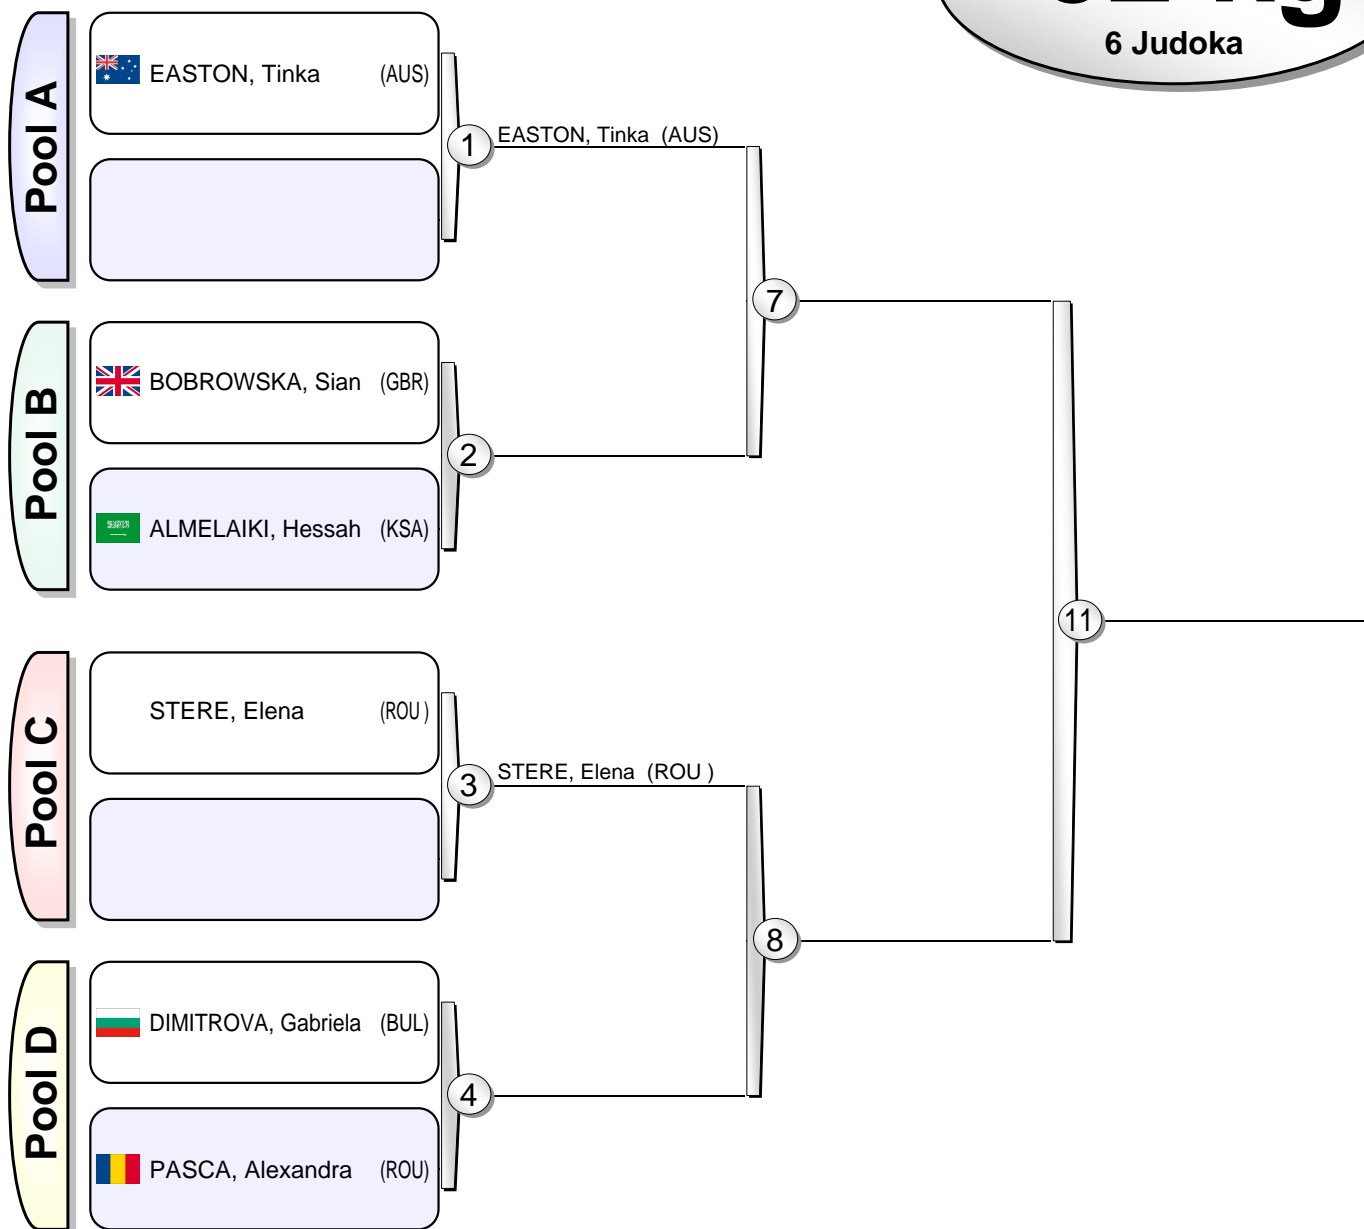 kg
6 Judoka
Pool A
EASTON, Tinka (AUS)
1
EASTON, Tinka (AUS)
7
Pool B
BOBROWSKA, Sian (GBR)
2
ALMELAIKI, Hessah (KSA)
11
Pool C
STERE, Elena (ROU )
3
STERE, Elena (ROU )
8
Pool D
DIMITROVA, Gabriela (BUL)
4
PASCA, Alexandra (ROU)